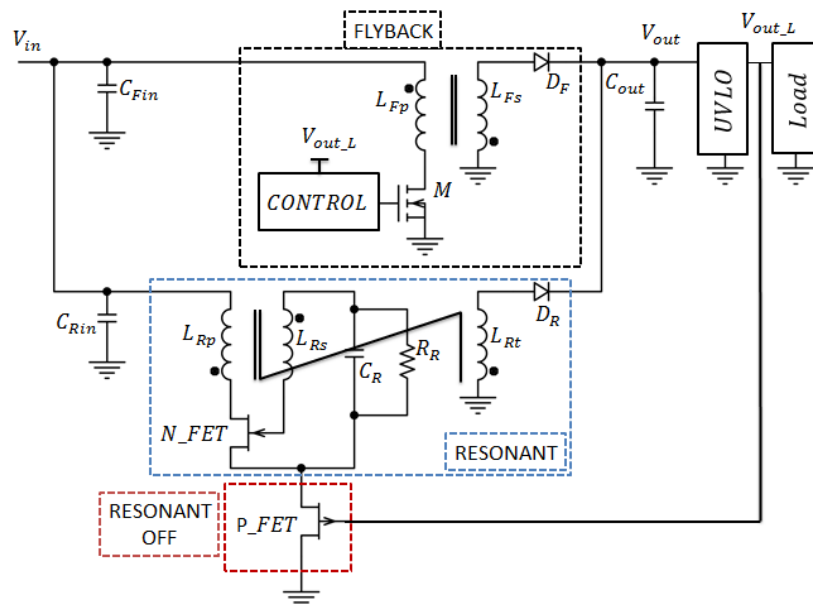 FLYBACK
V_in
V_out
V_out_L
C_Fin
L_Fp
L_Fs
D_F
C_out
UVLO
Load
V_out_L
CONTROL
M
C_Rin
L_Rp
L_Rs
C_R
R_R
L_Rt
D_R
N_FET
RESONANT
RESONANT
OFF
P_FET